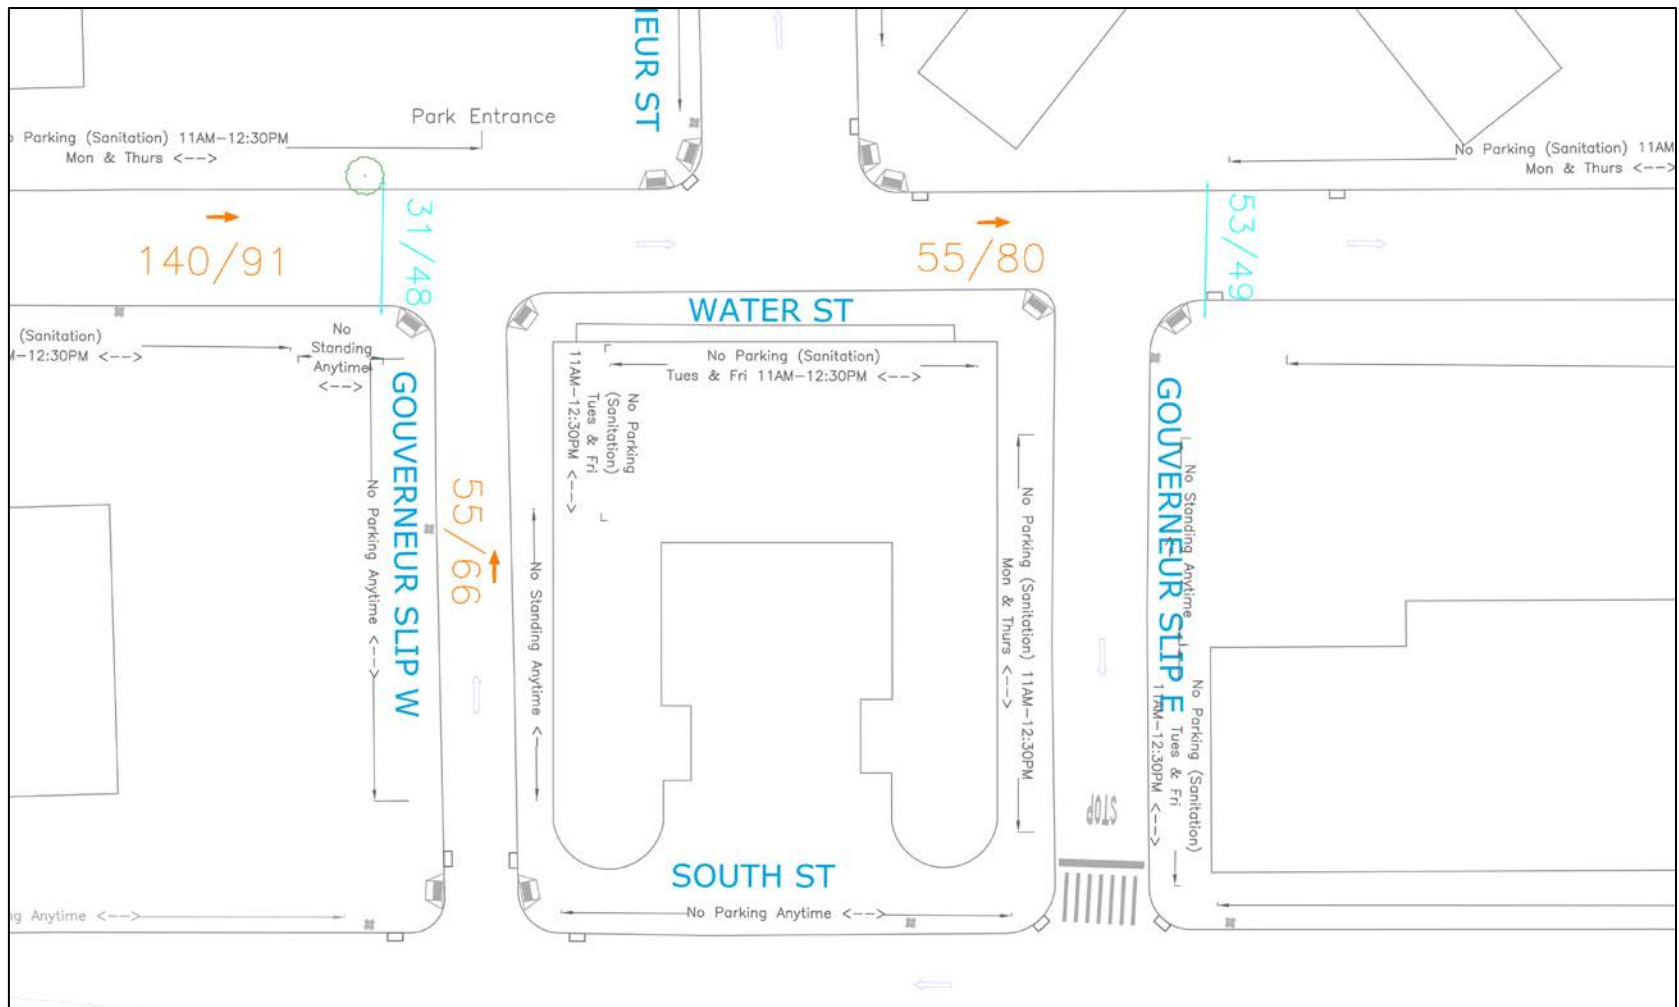 IEUR ST
Park Entrance
Parking (Sanitation) 11AM-12:30PM
Mon & Thurs <-->
No Parking (Sanitation) 11AM
Mon & Thurs <--
140/91
31/48
55/80
53/49
WATER ST
(Sanitation)
-12:30PM <-->
No
Standing
Anytime
<-->
No Parking (Sanitation)
Tues & Fri 11AM-12:30PM <-->
No Parking
(Sanitation)
Tues & Fri
11AM-12:30PM <-->
GOUVERNEUR SLIP W
No Parking Anytime <-->
55/66
No Standing Anytime <-
No Parking (Sanitation) 11AM-12:30PM
Mon & Thurs <-->
GOUVERNEUR SLIP E
No Standing Anytime
<-
No Parking (Sanitation)
Tues & Fri
11AM-12:30PM <-->
STOP
SOUTH ST
g Anytime <-->
No Parking Anytime <-->